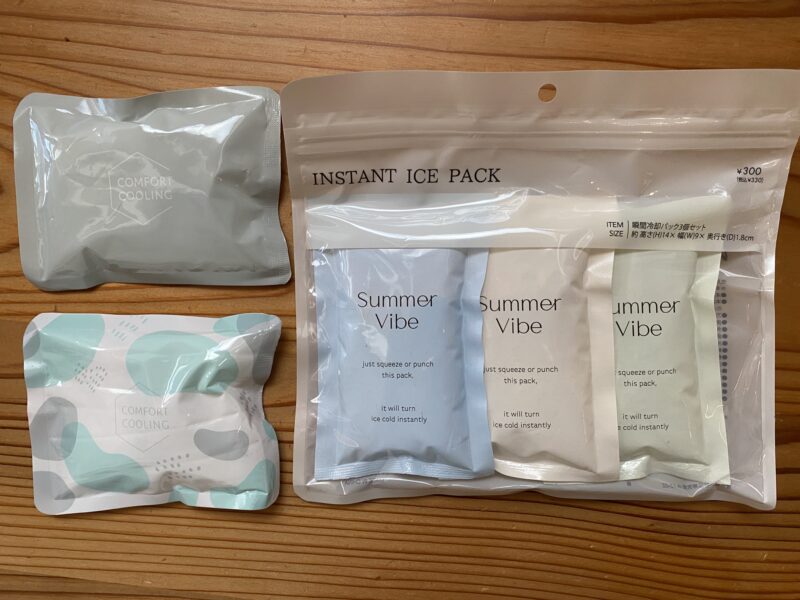 COMFORT
COOLING
COMFORT
COOLING
INSTANT ICE PACK
¥300
(税込¥330)
ITEM 瞬間冷却パック3個セット
SIZE 約 高さ(H)14× 幅(W)9× 奥行き(D)1.8cm
Summer
Vibe
just squeeze or punch
this pack,
it will turn
ice cold instantly
Summer
Vibe
just squeeze or punch
this pack,
it will turn
ice cold instantly
ummer
Vibe
squeeze or punch
this pack,
it will turn
ce cold instantly